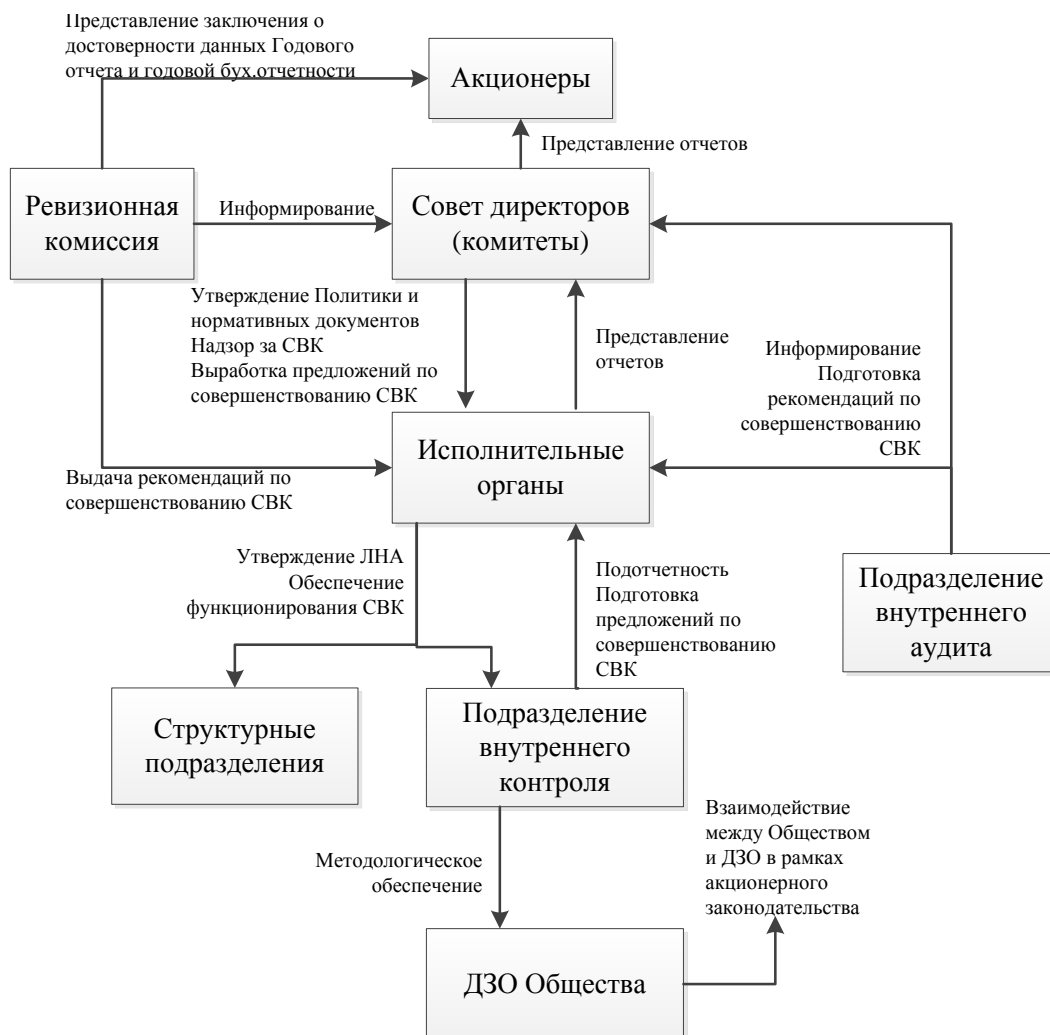 Представление заключения о
достоверности данных Годового
отчета и годовой бух.отчетности
Акционеры
Представление отчетов
Ревизионная
комиссия
Информирование
Совет директоров
(комитеты)
Утверждение Политики и
нормативных документов
Надзор за СВК
Выработка предложений по
совершенствованию СВК
Представление
отчетов
Информирование
Подготовка
рекомендаций по
совершенствованию
СВК
Исполнительные
органы
Выдача рекомендаций по
совершенствованию СВК
Утверждение ЛНА
Обеспечение
функционирования СВК
Подотчетность
Подготовка
предложений по
совершенствованию
СВК
Подразделение
внутреннего
аудита
Структурные
подразделения
Подразделение
внутреннего
контроля
Взаимодействие
между Обществом
и ДЗО в рамках
акционерного
законодательства
Методологическое
обеспечение
ДЗО Общества